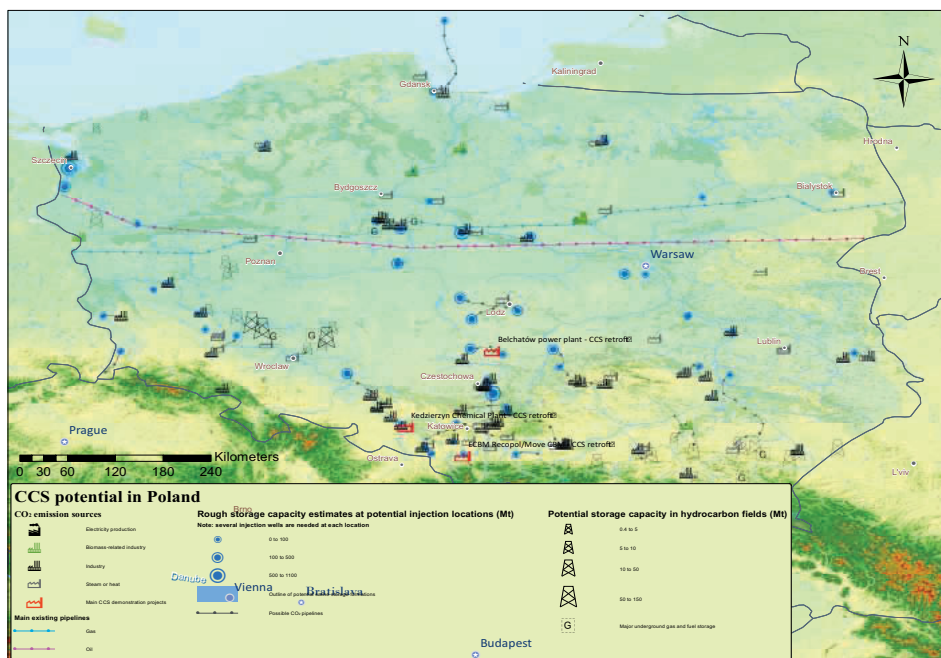 N
Kaliningrad
Gdansk
Hrodna
Szczecin
Bydgoszcz
Bialystok
Poznan
Warsaw
Brest
Lodz
Belchatów power plant - CCS retrofit
Lublin
Wroclaw
Czestochowa
Kedzierzyn Chemical Plant - CCS retrofit
Katowice
Prague
Ostrava
L'viv
0 30 60 120 180 240 Kilometers
CCS potential in Poland
CO₂ emission sources
Electricity production
Biomass-related industry
Industry
Steam or heat
Main CCS demonstration projects
Main existing pipelines
Gas
Oil
Brno
Rough storage capacity estimates at potential injection locations (Mt)
Note: several injection wells are needed at each location
0 to 100
100 to 500
500 to 1100
Danube
Vienna
Bratislava
Outline of potential
Possible CO₂ pipelines
Budapest
Potential storage capacity in hydrocarbon fields (Mt)
0.4 to 5
5 to 10
10 to 50
50 to 150
G
Major underground gas and fuel storage